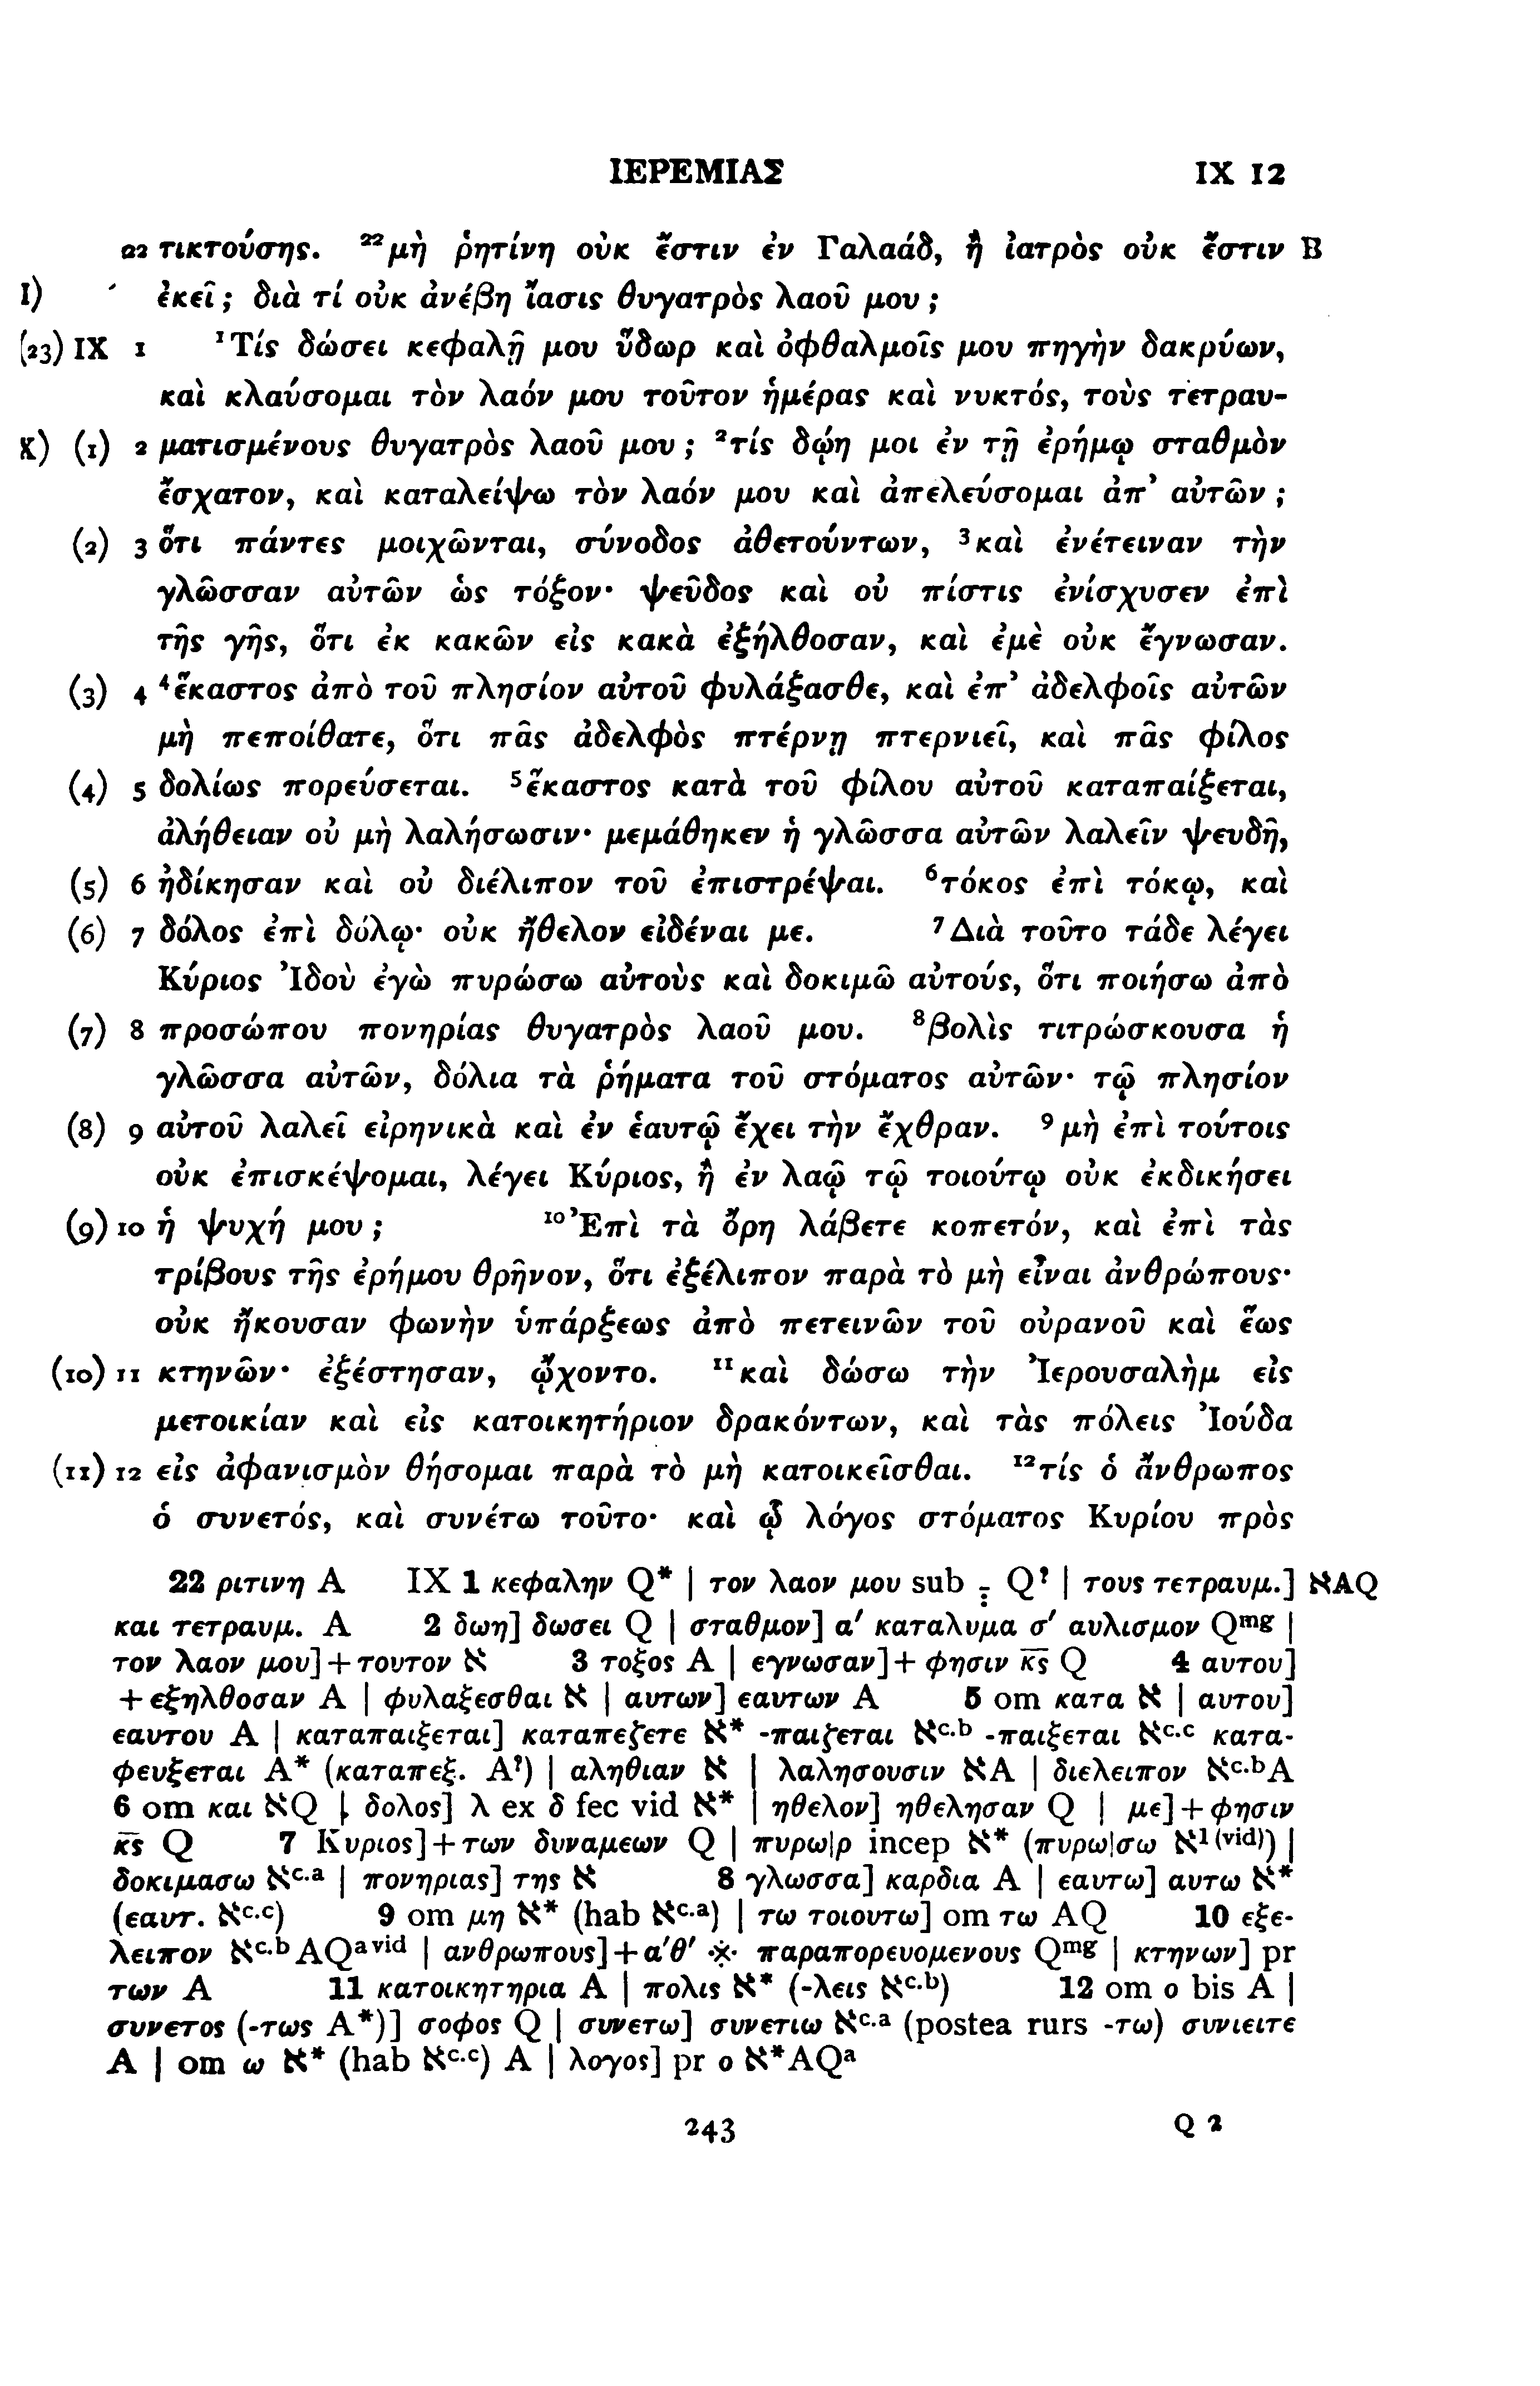 ΙΕΡΕΜΙΑΣ IX 12
22 τικτούσης. ²²μὴ ῥητίνη οὐκ ἔστιν ἐν Γαλαάδ, ἢ ἰατρὸς οὐκ ἔστιν B
I) ἐκεῖ; διὰ τί οὐκ ἀνέβη ἴασις θυγατρὸς λαοῦ μου;
(23) IX 1 ¹Τίς δώσει κεφαλῇ μου ὕδωρ καὶ ὀφθαλμοῖς μου πηγὴν δακρύων,
καὶ κλαύσομαι τὸν λαόν μου τοῦτον ἡμέρας καὶ νυκτός, τοὺς τετραυ-
X) (1) 2 ματισμένους θυγατρὸς λαοῦ μου; ²τίς δῴη μοι ἐν τῇ ἐρήμῳ σταθμὸν
ἔσχατον, καὶ καταλείψω τὸν λαόν μου καὶ ἀπελεύσομαι ἀπ’ αὐτῶν;
(2) 3 ὅτι πάντες μοιχῶνται, σύνοδος ἀθετούντων, ³καὶ ἐνέτειναν τὴν
γλῶσσαν αὐτῶν ὡς τόξον· ψεῦδος καὶ οὐ πίστις ἐνίσχυσεν ἐπὶ
τῆς γῆς, ὅτι ἐκ κακῶν εἰς κακὰ ἐξήλθοσαν, καὶ ἐμὲ οὐκ ἔγνωσαν.
(3) 4 ⁴ἕκαστος ἀπὸ τοῦ πλησίον αὐτοῦ φυλάξασθε, καὶ ἐπ’ ἀδελφοῖς αὐτῶν
μὴ πεποίθατε, ὅτι πᾶς ἀδελφὸς πτέρνῃ πτερνιεῖ, καὶ πᾶς φίλος
(4) 5 δολίως πορεύσεται. ⁵ἕκαστος κατὰ τοῦ φίλου αὐτοῦ καταπαίξεται,
ἀλήθειαν οὐ μὴ λαλήσωσιν· μεμάθηκεν ἡ γλῶσσα αὐτῶν λαλεῖν ψευδῆ,
(5) 6 ἠδίκησαν καὶ οὐ διέλιπον τοῦ ἐπιστρέψαι. ⁶τόκος ἐπὶ τόκῳ, καὶ
(6) 7 δόλος ἐπὶ δόλῳ· οὐκ ἤθελον εἰδέναι με. ⁷Διὰ τοῦτο τάδε λέγει
Κύριος Ἰδοὺ ἐγὼ πυρώσω αὐτοὺς καὶ δοκιμῶ αὐτούς, ὅτι ποιήσω ἀπὸ
(7) 8 προσώπου πονηρίας θυγατρὸς λαοῦ μου. ⁸βολὶς τιτρώσκουσα ἡ
γλῶσσα αὐτῶν, δόλια τὰ ῥήματα τοῦ στόματος αὐτῶν· τῷ πλησίον
(8) 9 αὐτοῦ λαλεῖ εἰρηνικὰ καὶ ἐν ἑαυτῷ ἔχει τὴν ἔχθραν. ⁹μὴ ἐπὶ τούτοις
οὐκ ἐπισκέψομαι, λέγει Κύριος, ἢ ἐν λαῷ τῷ τοιούτῳ οὐκ ἐκδικήσει
(9) 10 ἡ ψυχή μου; ¹⁰Ἐπὶ τὰ ὄρη λάβετε κοπετόν, καὶ ἐπὶ τὰς
τρίβους τῆς ἐρήμου θρῆνον, ὅτι ἐξέλιπον παρὰ τὸ μὴ εἶναι ἀνθρώπους·
οὐκ ἤκουσαν φωνὴν ὑπάρξεως ἀπὸ πετεινῶν τοῦ οὐρανοῦ καὶ ἕως
(10) 11 κτηνῶν· ἐξέστησαν, ᾤχοντο. ¹¹καὶ δώσω τὴν Ἰερουσαλὴμ εἰς
μετοικίαν καὶ εἰς κατοικητήριον δρακόντων, καὶ τὰς πόλεις Ἰούδα
(11) 12 εἰς ἀφανισμὸν θήσομαι παρὰ τὸ μὴ κατοικεῖσθαι. ¹²τίς ὁ ἄνθρωπος
ὁ συνετός, καὶ συνέτω τοῦτο· καὶ ᾧ λόγος στόματος Κυρίου πρὸς
22 ριτινη A IX 1 κεφαλην Q* | τον λαον μου sub ⁒ Q? | τους τετραυμ.] אAQ
και τετραυμ. A 2 δωη] δωσει Q | σταθμον] α′ καταλυμα σ′ αυλισμον Qᵐᵍ |
τον λαον μου]+τουτον א 3 τοξος A | εγνωσαν]+ φησιν κ̅ς̅ Q 4 αυτου]
+εξηλθοσαν A | φυλαξεσθαι א | αυτων] εαυτων A 5 om κατα א | αυτου]
εαυτου A | καταπαιξεται] καταπεζετε א* -παιζεται אᶜ·ᵇ -παιξεται אᶜ·ᶜ κατα-
φευξεται A* (καταπεξ. A?) | αληθιαν א | λαλησουσιν אA | διελειπον אᶜ·ᵇA
6 om και אQ | δολος] λ ex δ fec vid א* | ηθελον] ηθελησαν Q | με]+φησιν
κ̅ς̅ Q 7 Κυριος]+των δυναμεων Q | πυρω|ρ incep א* (πυρω|σω א¹⁽ᵛⁱᵈ⁾) |
δοκιμασω אᶜ·ᵃ | πονηριας] της א 8 γλωσσα] καρδια A | εαυτω] αυτω א*
(εαυτ. אᶜ·ᶜ) 9 om μη א* (hab אᶜ·ᵃ) | τω τοιουτω] om τω AQ 10 εξε-
λειπον אᶜ·ᵇAQᵃᵛⁱᵈ | ανθρωπους]+α′θ′ ※ παραπορευομενους Qᵐᵍ | κτηνων] pr
των A 11 κατοικητηρια A | πολις א* (-λεις אᶜ·ᵇ) 12 om ο bis A |
συνετος (-τως A*)] σοφος Q | συνετω] συνετιω אᶜ·ᵃ (postea rurs -τω) συνιειτε
A | om ω א* (hab אᶜ·ᶜ) A | λογος] pr ο א*AQᵃ
243 Q 2